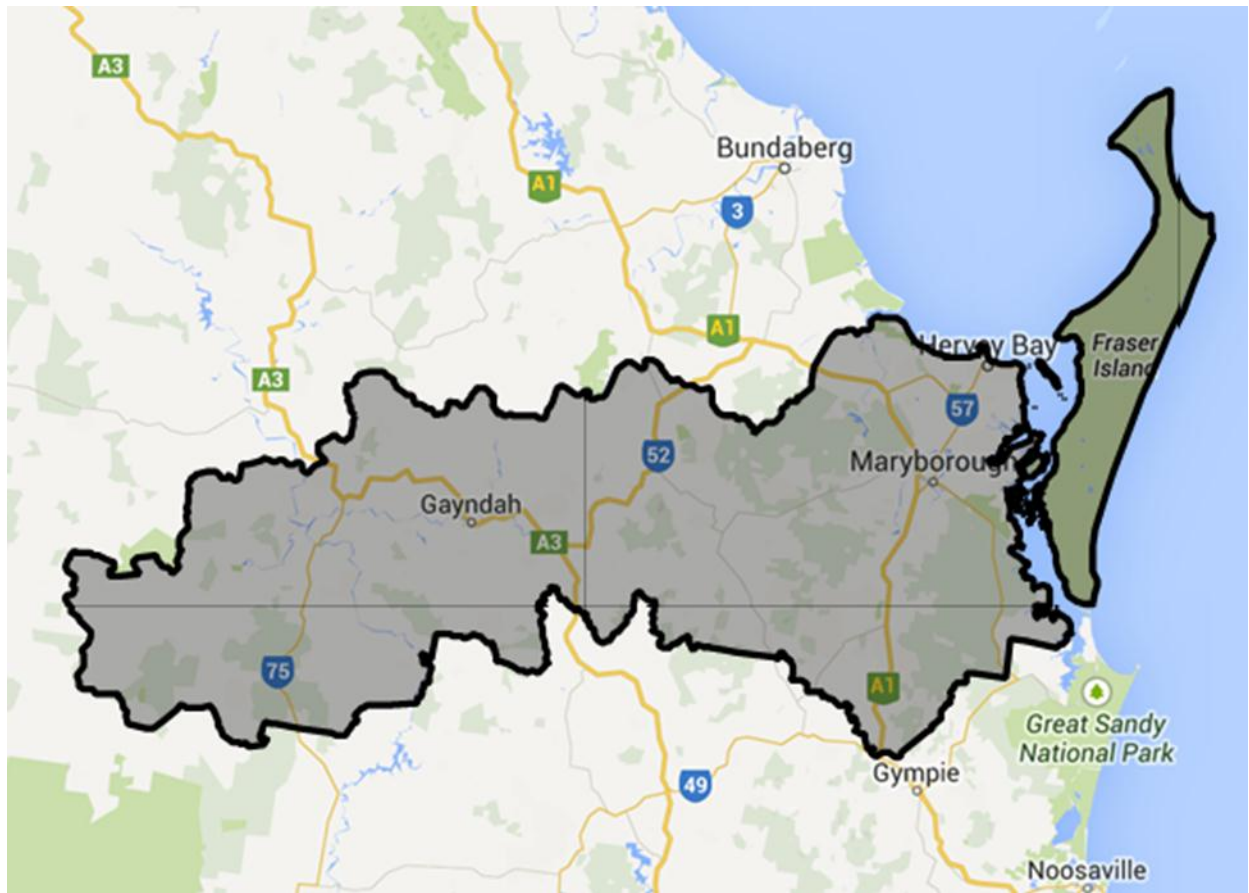 A3
Bundaberg
A1
3
A1
Hervey Bay
Fraser
Island
A3
57
52
Maryborough
Gayndah
A3
75
A1
Great Sandy
National Park
Gympie
49
Noosaville